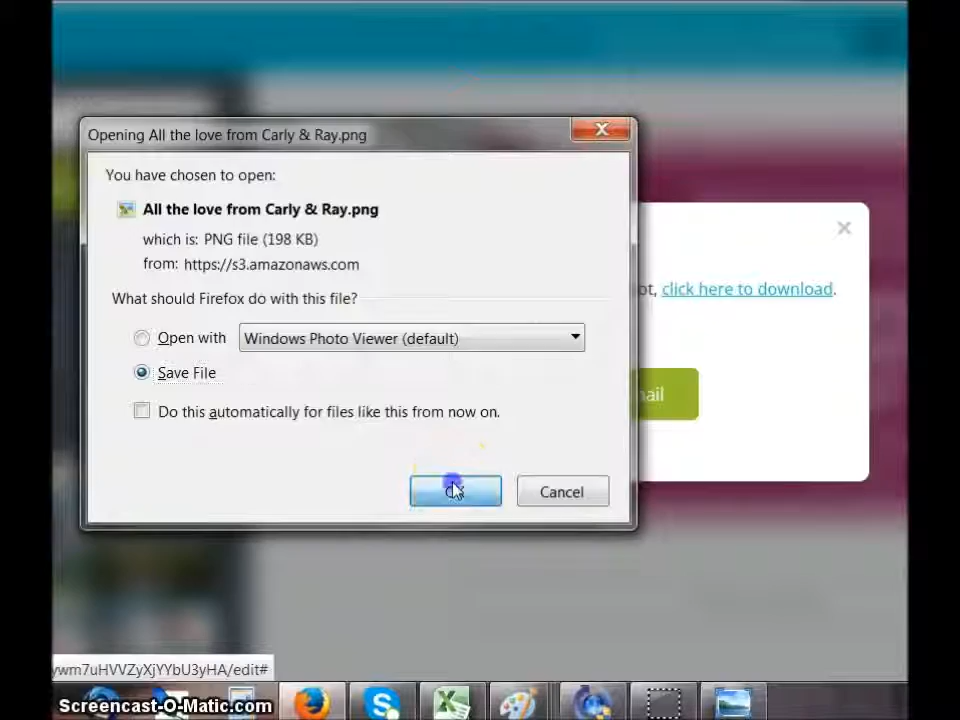 Opening All the love from Carly & Ray.png
You have chosen to open:
All the love from Carly & Ray.png
which is: PNG file (198 KB)
from: https://s3.amazonaws.com
What should Firefox do with this file?
Open with
Windows Photo Viewer (default)
Save File
Do this automatically for files like this from now on.
Cancel
click here to download.
ywm7uHVVZyXjYYbU3yHA/edit#
Screencast-O-Matic.com